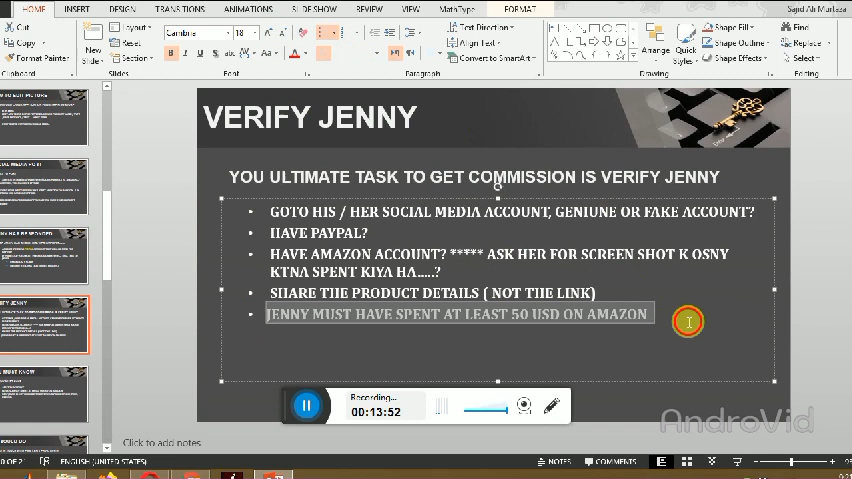 HOME INSERT DESIGN TRANSITIONS ANIMATIONS SLIDE SHOW REVIEW VIEW MathType FORMAT Sajid Ali Murtaza
Cut
Copy
Format Painter
Clipboard
New
Slide
Layout
Reset
Section
Slides
Cambria 18
Font
Paragraph
Text Direction
Align Text
Convert to SmartArt
Arrange
Quick
Styles
Shape Fill
Shape Outline
Shape Effects
Drawing
Find
Replace
Select
Editing
VERIFY JENNY
YOU ULTIMATE TASK TO GET COMMISSION IS VERIFY JENNY
• GOTO HIS / HER SOCIAL MEDIA ACCOUNT, GENIUNE OR FAKE ACCOUNT?
• HAVE PAYPAL?
• HAVE AMAZON ACCOUNT? ***** ASK HER FOR SCREEN SHOT K OSNY
KTNA SPENT KIYA HA.....?
• SHARE THE PRODUCT DETAILS ( NOT THE LINK)
• JENNY MUST HAVE SPENT AT LEAST 50 USD ON AMAZON
Recording...
00:13:52
AndroVid
Click to add notes
0 OF 21 ENGLISH (UNITED STATES) NOTES COMMENTS